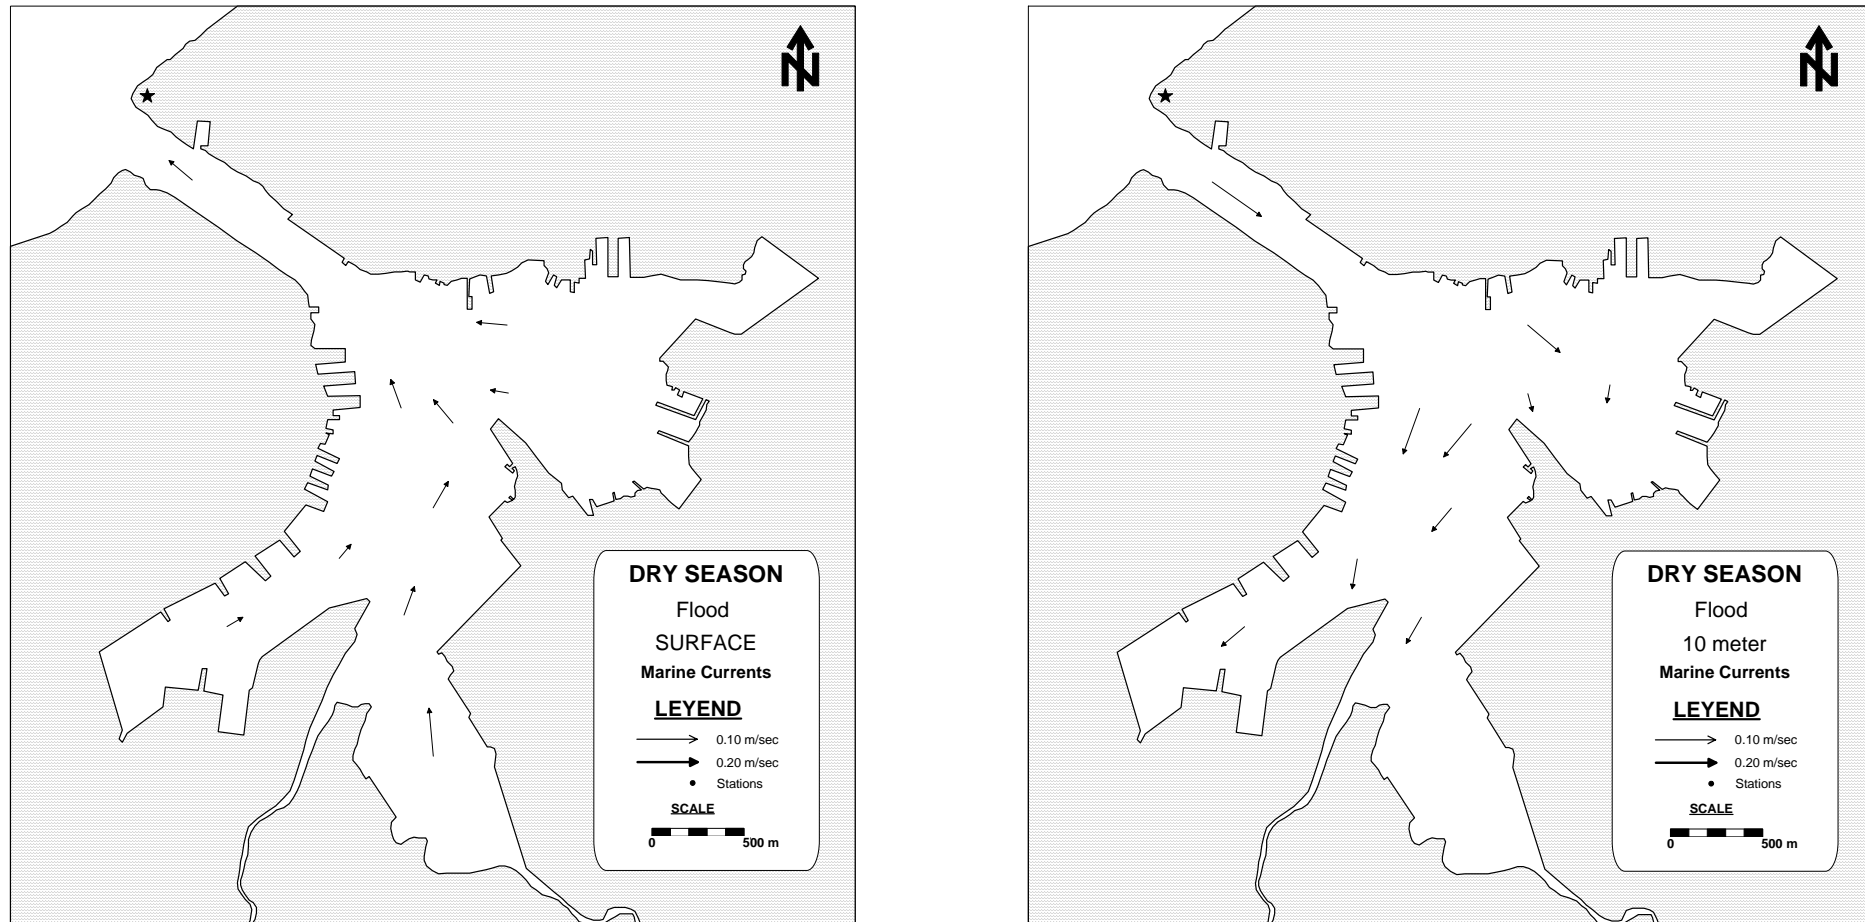 N
DRY SEASON
Flood
SURFACE
Marine Currents
LEYEND
0.10 m/sec
0.20 m/sec
Stations
SCALE
0 500 m
N
DRY SEASON
Flood
10 meter
Marine Currents
LEYEND
0.10 m/sec
0.20 m/sec
Stations
SCALE
0 500 m